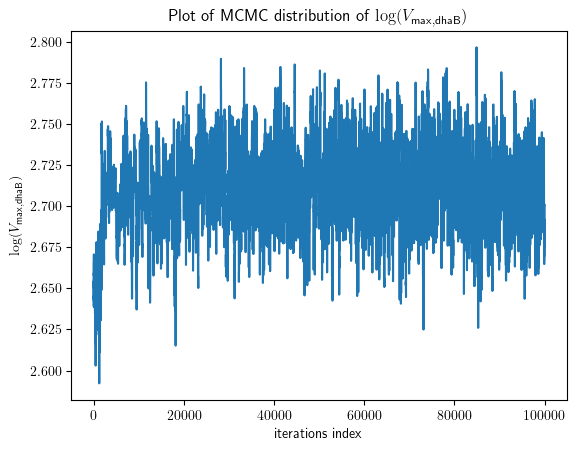 Plot of MCMC distribution of log(V_max,dhaB)
log(V_max,dhaB)
2.800
2.775
2.750
2.725
2.700
2.675
2.650
2.625
2.600
0 20000 40000 60000 80000 100000
iterations index